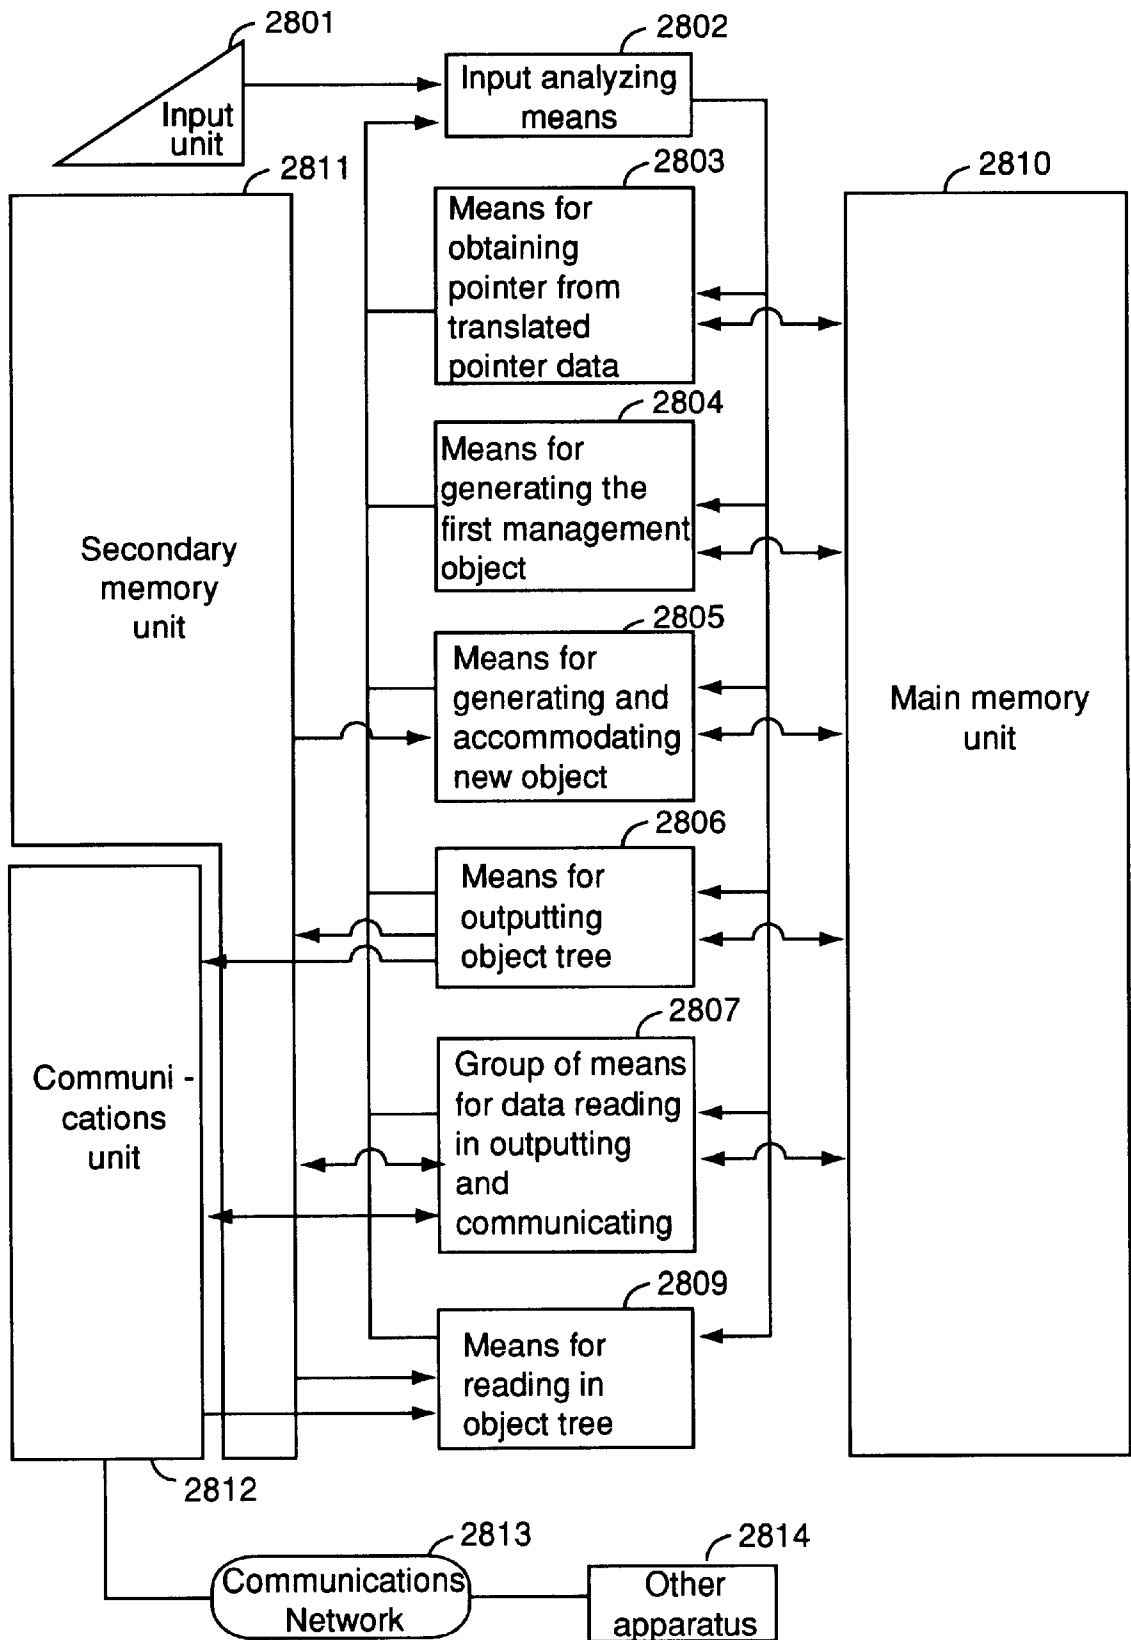 2801
Input
unit
2802
Input analyzing
means
2811
Secondary
memory
unit
2803
Means for
obtaining
pointer from
translated
pointer data
2810
Main memory
unit
2804
Means for
generating the
first management
object
2805
Means for
generating and
accommodating
new object
2806
Means for
outputting
object tree
Communi -
cations
unit
2812
2807
Group of means
for data reading
in outputting
and
communicating
2809
Means for
reading in
object tree
2813
Communications
Network
2814
Other
apparatus